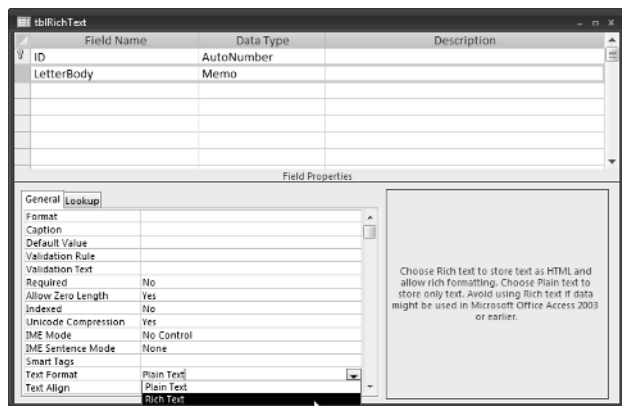 tblRichText
Field Name Data Type Description
ID AutoNumber
LetterBody Memo
Field Properties
General Lookup
Format
Caption
Default Value
Validation Rule
Validation Text
Required No
Allow Zero Length Yes
Indexed No
Unicode Compression Yes
IME Mode No Control
IME Sentence Mode None
Smart Tags
Text Format Plain Text
Text Align Plain Text
Rich Text
Choose Rich text to store text as HTML and
allow rich formatting. Choose Plain text to
store only text. Avoid using Rich text if data
might be used in Microsoft Office Access 2003
or earlier.